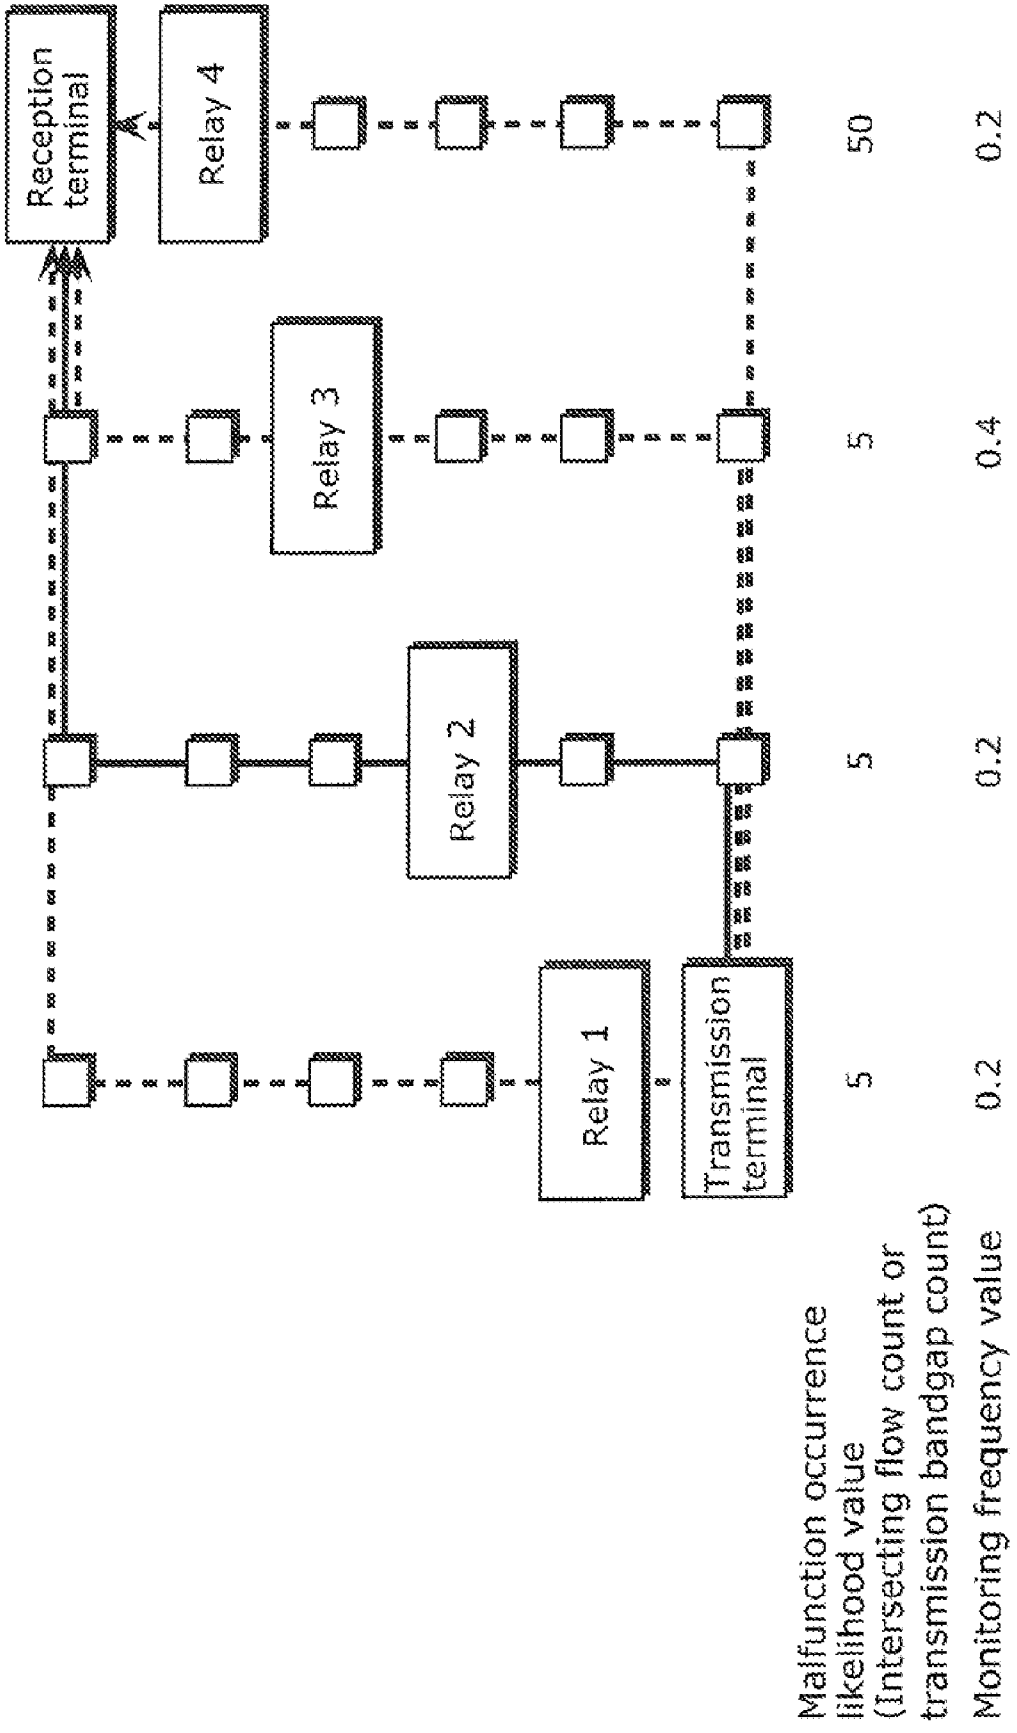 Reception
terminal
Relay 4
Relay 3
Relay 2
Relay 1
Transmission
terminal
Malfunction occurrence
likelihood value
(Intersecting flow count or
transmission bandgap count)
5
5
5
50
Monitoring frequency value
0.2
0.2
0.4
0.2